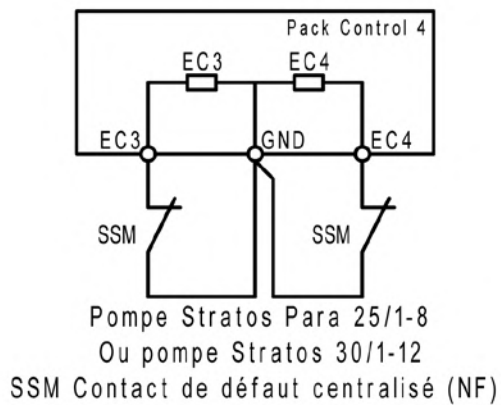 Pack Control 4
EC3 EC4
EC3 GND EC4
SSM SSM
Pompe Stratos Para 25/1-8
Ou pompe Stratos 30/1-12
SSM Contact de défaut centralisé (NF)